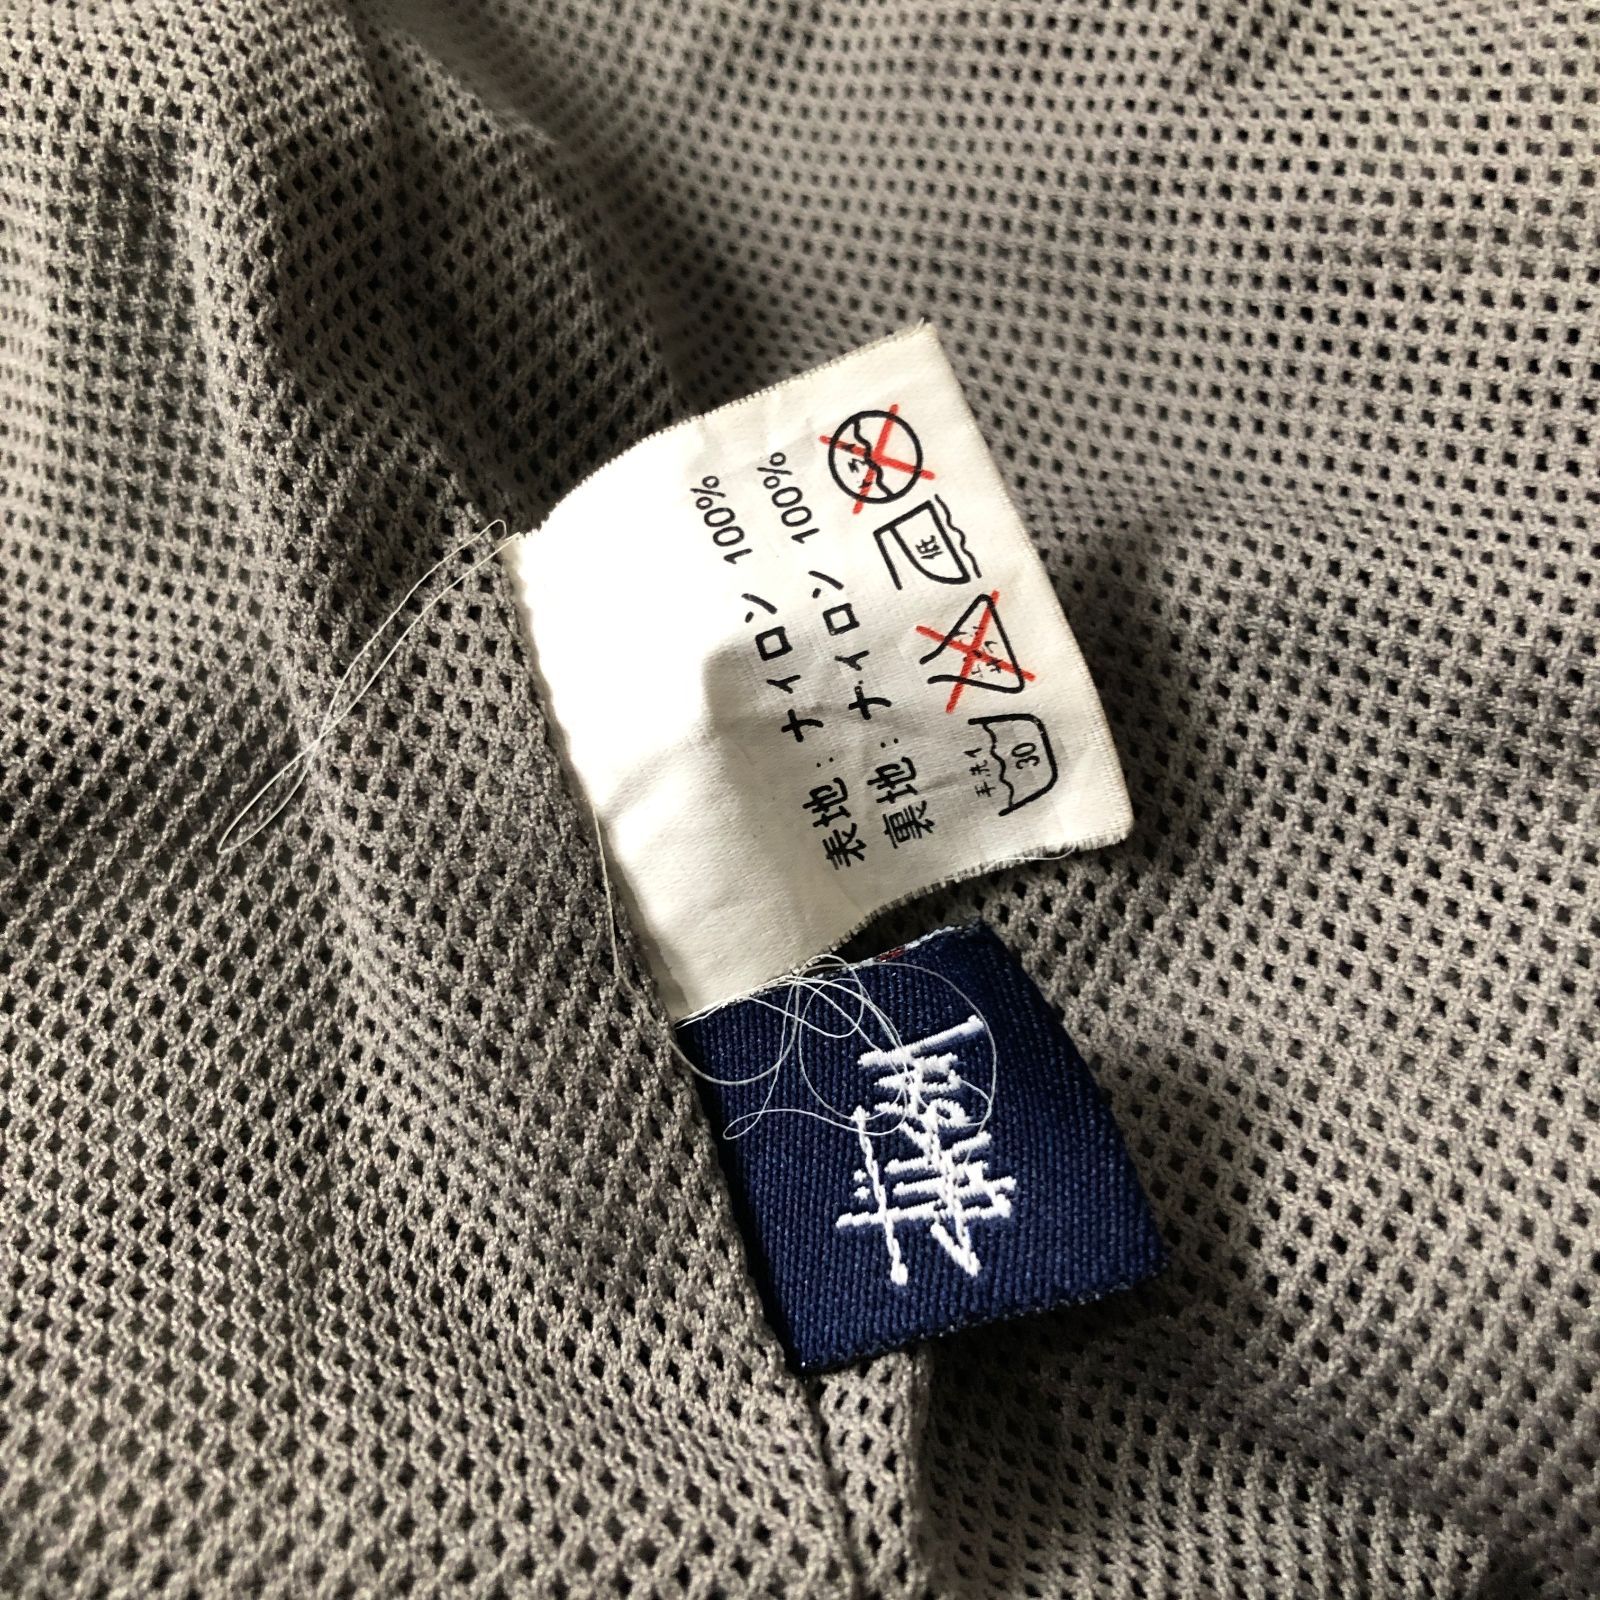 表地: ナイロン 100%
裏地: ナイロン 100%
手洗イ
30
低
Stüssy